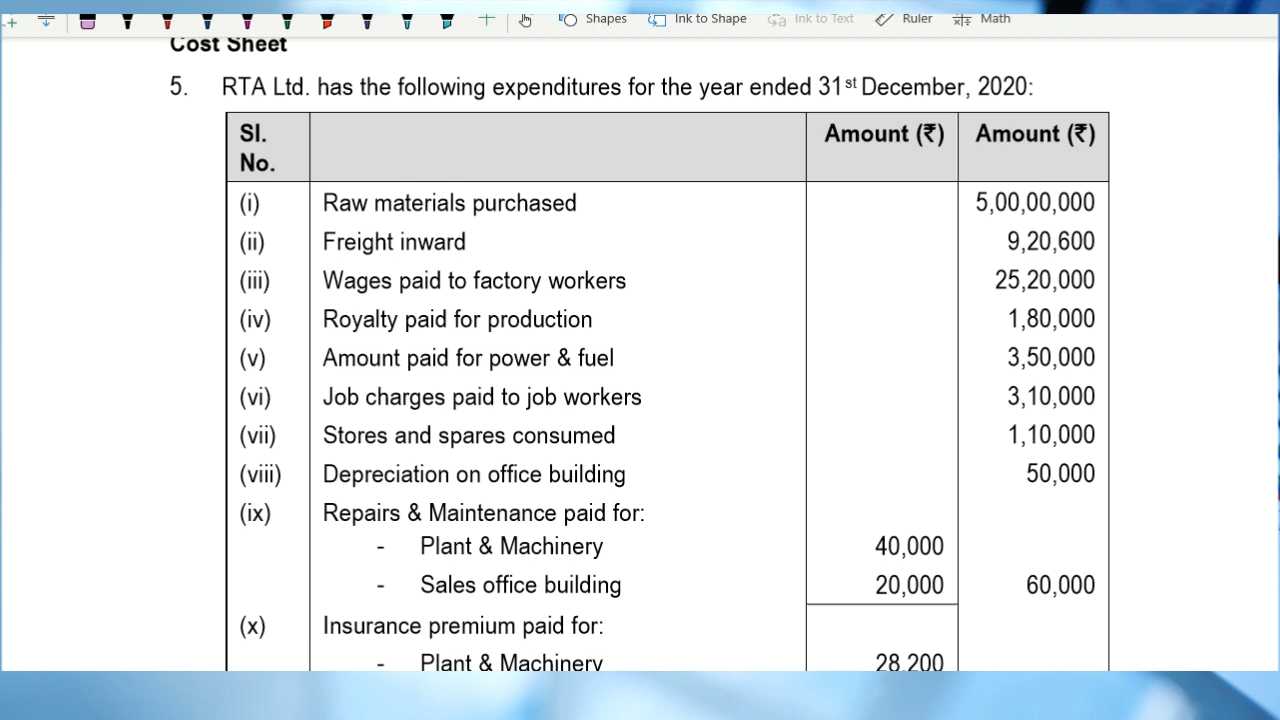 Shapes Ink to Shape Ink to Text Ruler Math
Cost Sheet
5. RTA Ltd. has the following expenditures for the year ended 31st December, 2020:
Sl. No. Amount (₹) Amount (₹)
(i) Raw materials purchased 5,00,00,000
(ii) Freight inward 9,20,600
(iii) Wages paid to factory workers 25,20,000
(iv) Royalty paid for production 1,80,000
(v) Amount paid for power & fuel 3,50,000
(vi) Job charges paid to job workers 3,10,000
(vii) Stores and spares consumed 1,10,000
(viii) Depreciation on office building 50,000
(ix) Repairs & Maintenance paid for:
- Plant & Machinery 40,000
- Sales office building 20,000 60,000
(x) Insurance premium paid for:
- Plant & Machinery 28,200